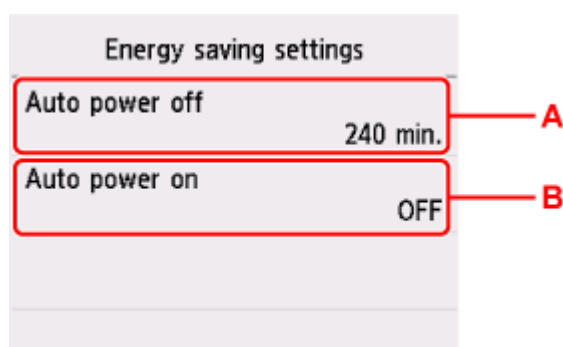 Energy saving settings
Auto power off
240 min.
A
Auto power on
OFF
B